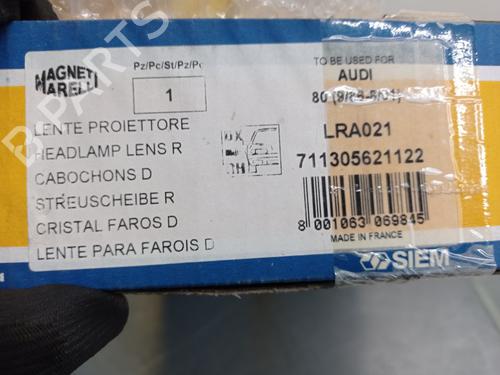 MAGNETI MARELLI
Pz/Pc/St/Pz/Pc
1
LENTE PROIETTORE
HEADLAMP LENS R
CABOCHONS D
STREUSCHEIBE R
CRISTAL FAROS D
LENTE PARA FAROIS D
TO BE USED FOR
AUDI
80
LRA021
711305621122
8 001063 069845
MADE IN FRANCE
SIEM
B-PARTS